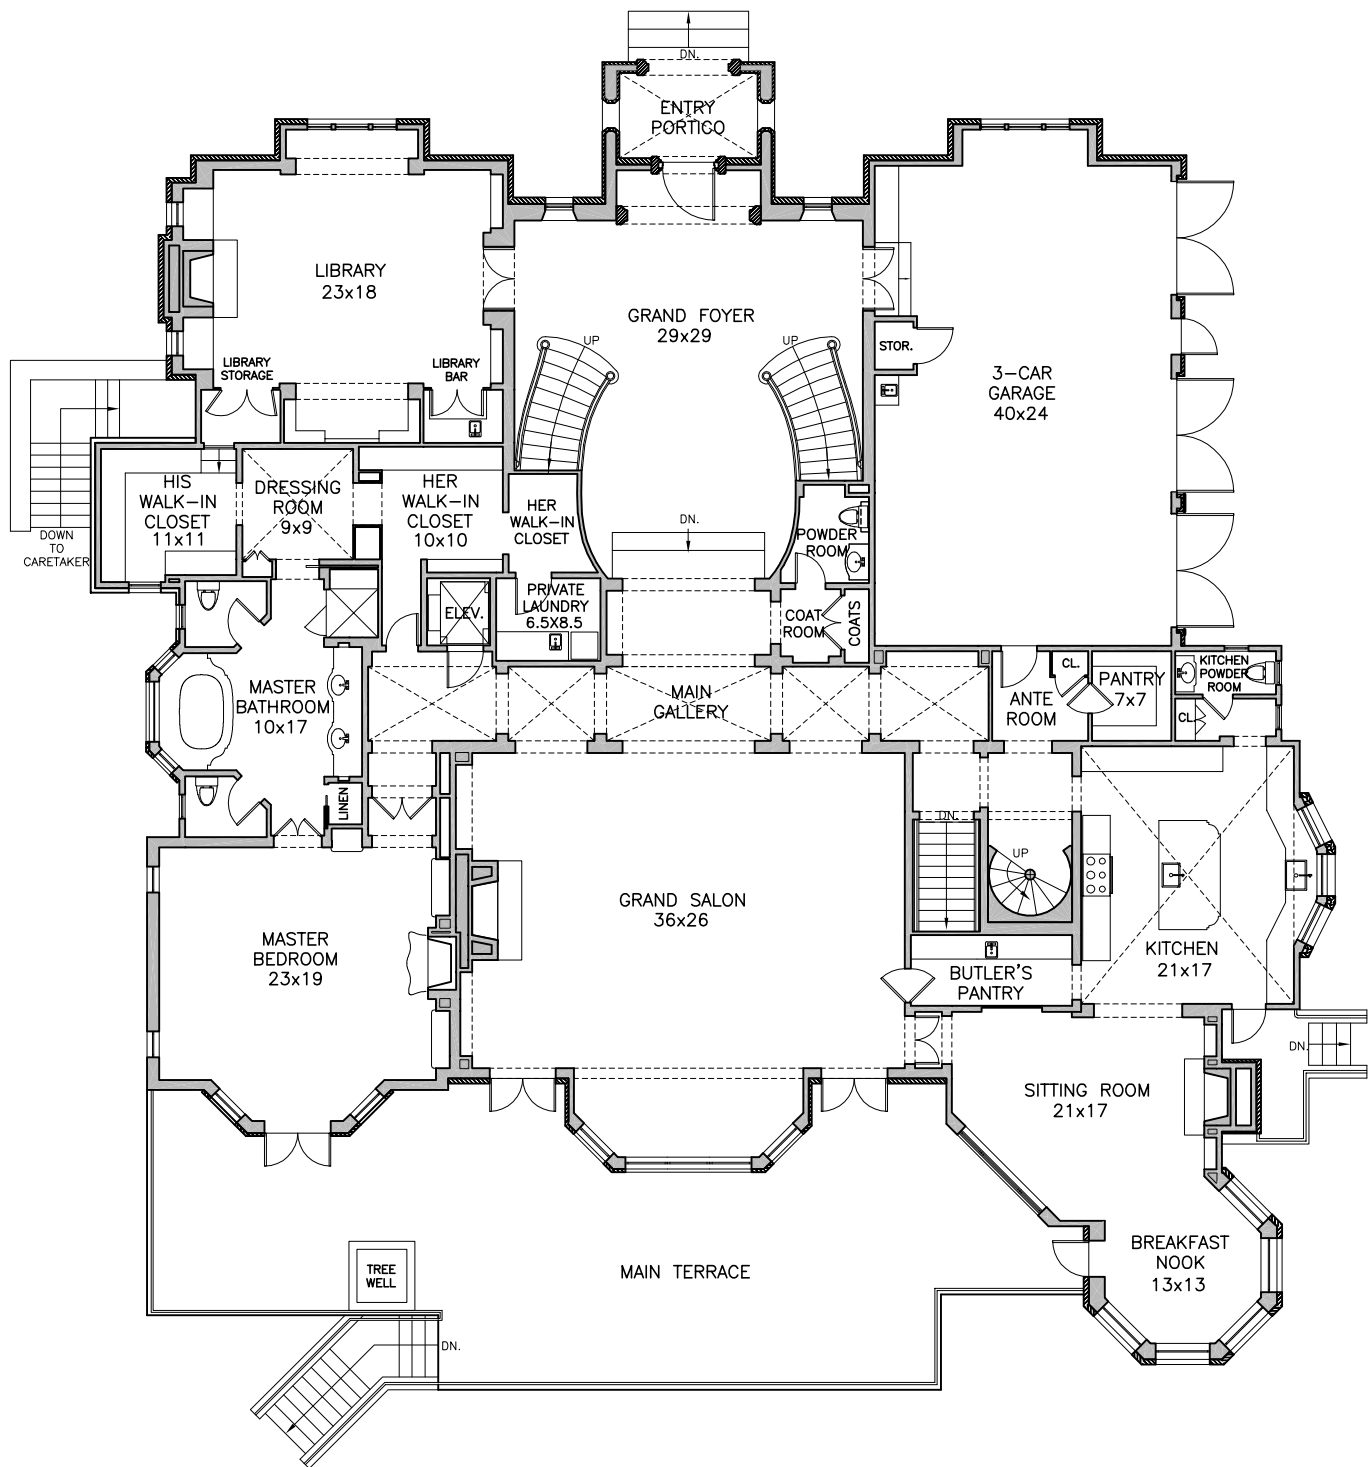 DN.
ENTRY
PORTICO
LIBRARY
23x18
GRAND FOYER
29x29
UP
UP
STOR.
3-CAR
GARAGE
40x24
LIBRARY
STORAGE
LIBRARY
BAR
HIS
WALK-IN
CLOSET
11x11
DRESSING
ROOM
9x9
HER
WALK-IN
CLOSET
10x10
HER
WALK-IN
CLOSET
DN.
POWDER
ROOM
DOWN
TO
CARETAKER
ELEV.
PRIVATE
LAUNDRY
6.5X8.5
COAT
ROOM
COATS
MASTER
BATHROOM
10x17
MAIN
GALLERY
ANTE
ROOM
CL.
PANTRY
7x7
KITCHEN
POWDER
ROOM
CL.
LINEN
DN.
UP
GRAND SALON
36x26
MASTER
BEDROOM
23x19
BUTLER'S
PANTRY
KITCHEN
21x17
DN.
SITTING ROOM
21x17
BREAKFAST
NOOK
13x13
TREE
WELL
MAIN TERRACE
DN.